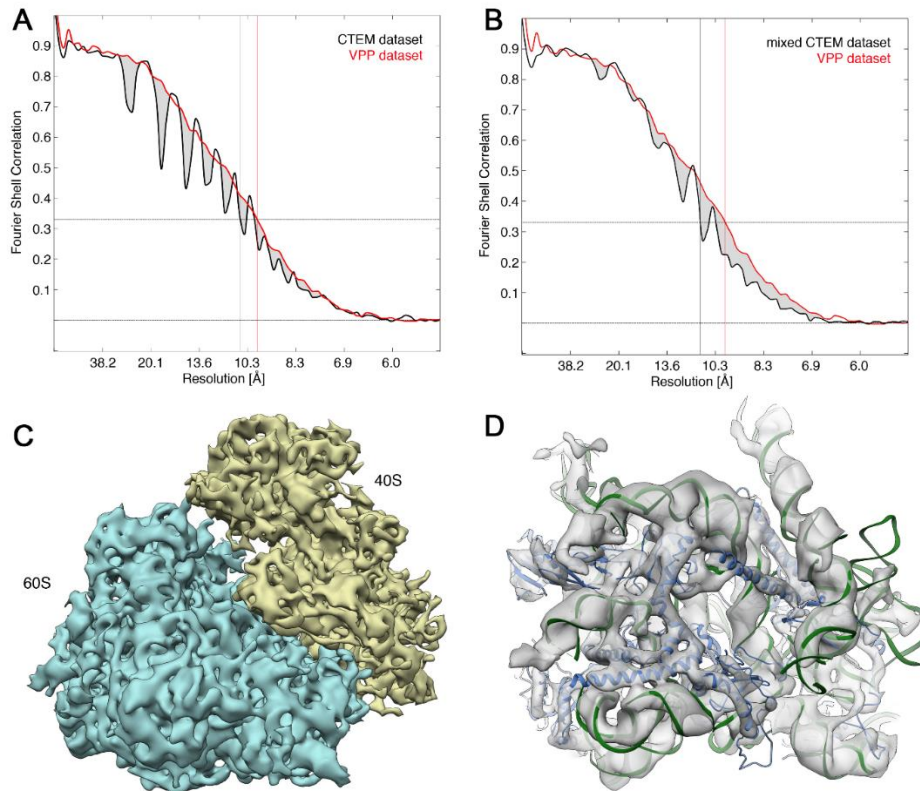 A
CTEM dataset
VPP dataset
0.9
0.8
0.7
0.6
0.5
0.4
0.3
0.2
0.1
Fourier Shell Correlation
38.2 20.1 13.6 10.3 8.3 6.9 6.0
Resolution [Å]
B
mixed CTEM dataset
VPP dataset
0.9
0.8
0.7
0.6
0.5
0.4
0.3
0.2
0.1
Fourier Shell Correlation
38.2 20.1 13.6 10.3 8.3 6.9 6.0
Resolution [Å]
C
40S
60S
D